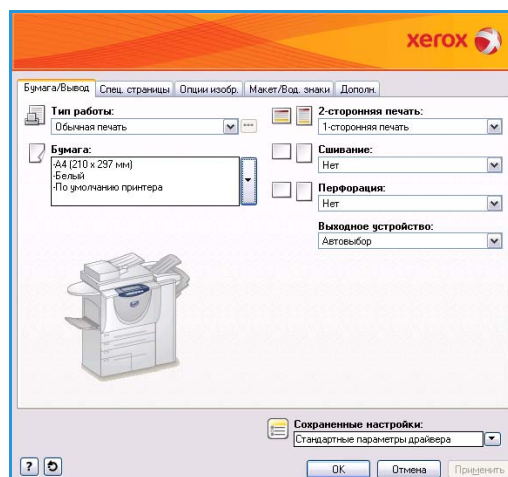 xerox
Бумага/Вывод Спец. страницы Опции изобр. Макет/Вод. знаки Дополн.
Тип работы:
Обычная печать
Бумага:
-A4 (210 x 297 мм)
-Белый
-По умолчанию принтера
2-сторонняя печать:
1-сторонняя печать
Сшивание:
Нет
Перфорация:
Нет
Выходное устройство:
Автовыбор
Сохраненные настройки:
Стандартные параметры драйвера
? OK Отмена Применить